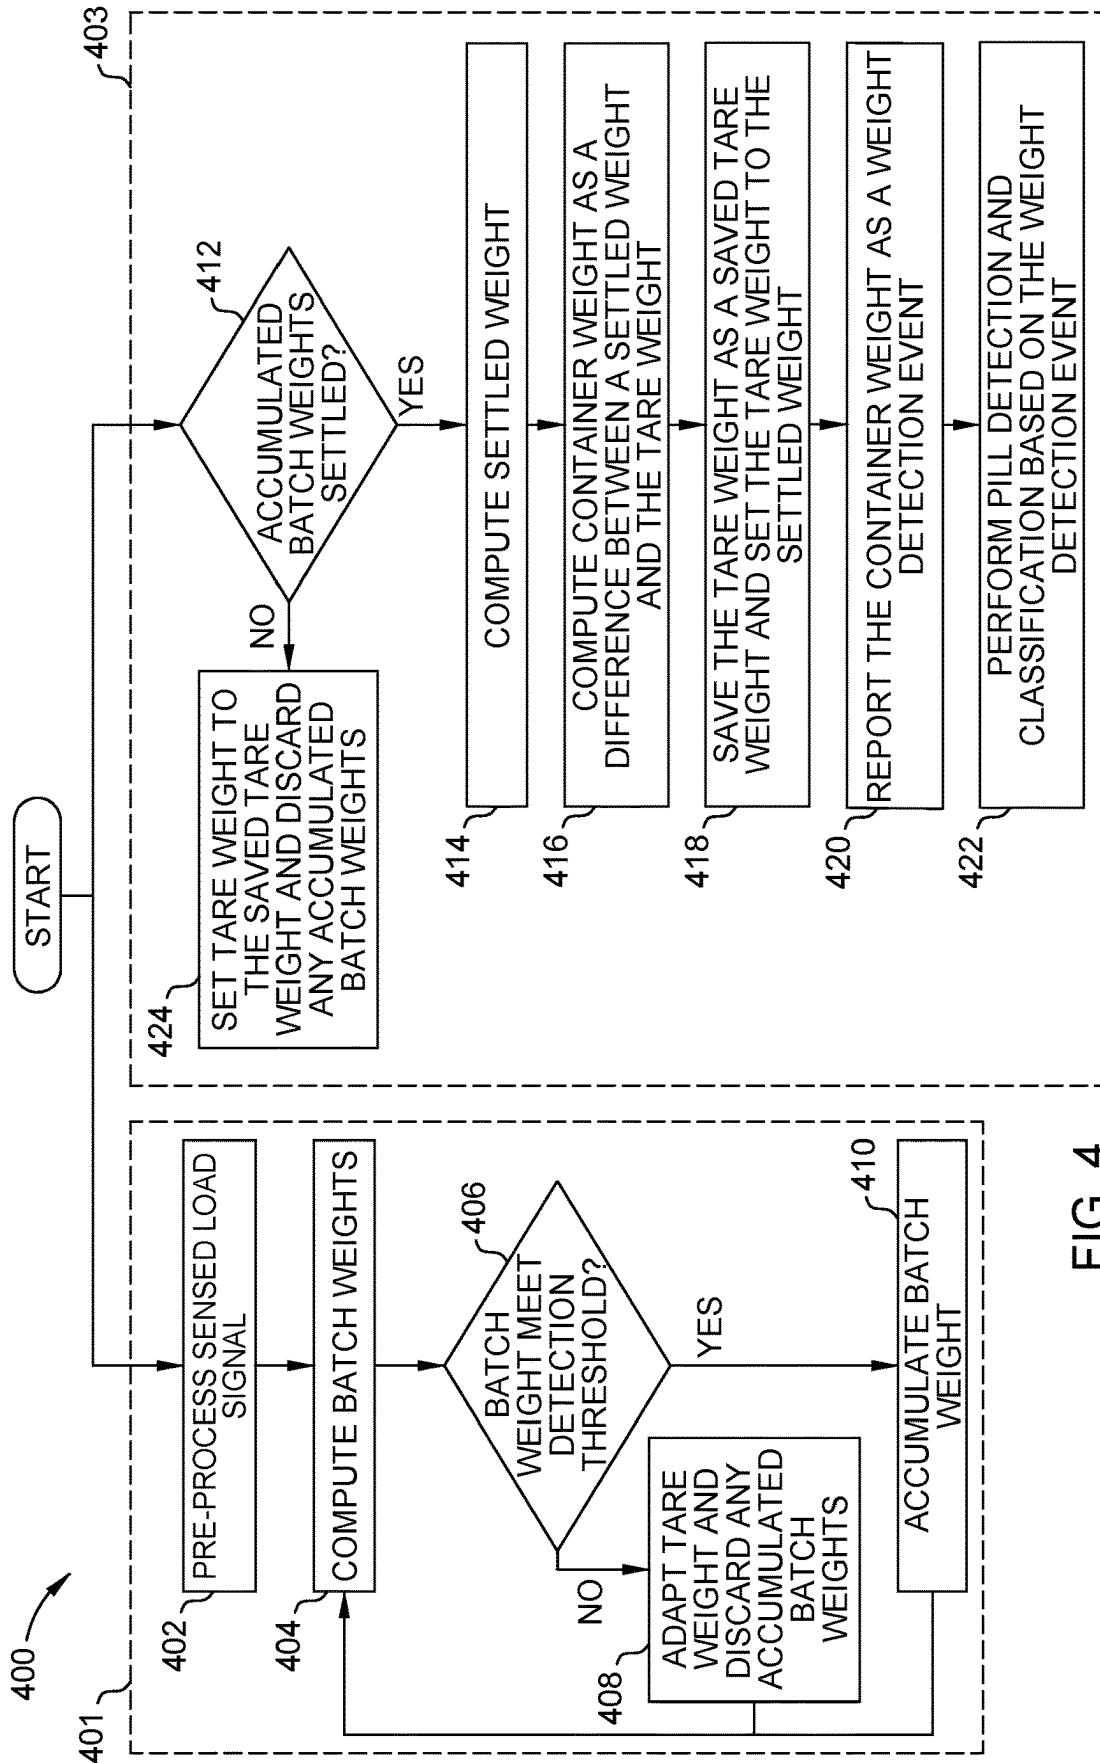 400
START
401
402
PRE-PROCESS SENSED LOAD
SIGNAL
404
COMPUTE BATCH WEIGHTS
406
BATCH
WEIGHT MEET
DETECTION
THRESHOLD?
NO
YES
408
ADAPT TARE
WEIGHT AND
DISCARD ANY
ACCUMULATED
BATCH
WEIGHTS
410
ACCUMULATE BATCH
WEIGHT
403
412
ACCUMULATED
BATCH WEIGHTS
SETTLED?
NO
YES
424
SET TARE WEIGHT TO
THE SAVED TARE
WEIGHT AND DISCARD
ANY ACCUMULATED
BATCH WEIGHTS
414
COMPUTE SETTLED WEIGHT
416
COMPUTE CONTAINER WEIGHT AS A
DIFFERENCE BETWEEN A SETTLED WEIGHT
AND THE TARE WEIGHT
418
SAVE THE TARE WEIGHT AS A SAVED TARE
WEIGHT AND SET THE TARE WEIGHT TO THE
SETTLED WEIGHT
420
REPORT THE CONTAINER WEIGHT AS A WEIGHT
DETECTION EVENT
422
PERFORM PILL DETECTION AND
CLASSIFICATION BASED ON THE WEIGHT
DETECTION EVENT
FIG. 4